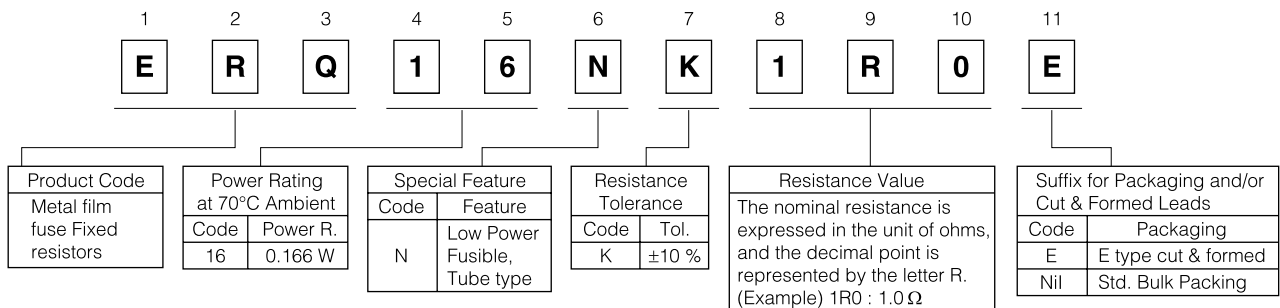 1 2 3 4 5 6 7 8 9 10 11
E R Q 1 6 N K 1 R 0 E
Product Code
Metal film
fuse Fixed
resistors
Power Rating
at 70°C Ambient
Code Power R.
16 0.166 W
Special Feature
Code Feature
N Low Power
Fusible,
Tube type
Resistance
Tolerance
Code Tol.
K ±10 %
Resistance Value
The nominal resistance is
expressed in the unit of ohms,
and the decimal point is
represented by the letter R.
(Example) 1R0 : 1.0 Ω
Suffix for Packaging and/or
Cut & Formed Leads
Code Packaging
E E type cut & formed
Nil Std. Bulk Packing